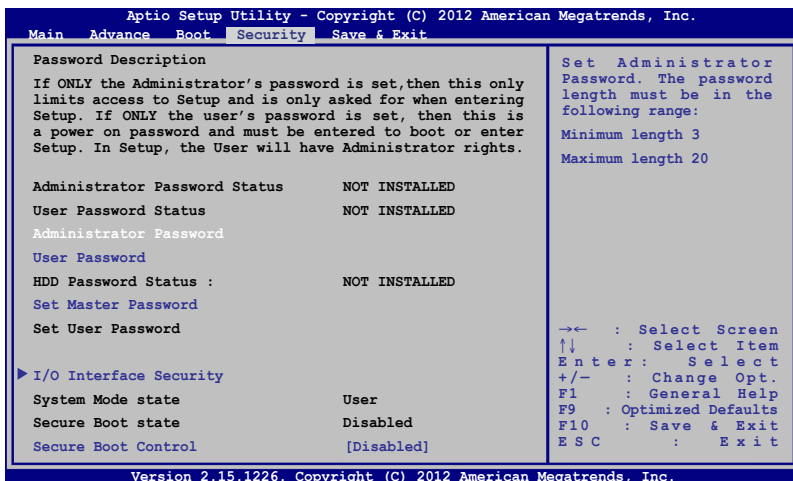 Aptio Setup Utility - Copyright (C) 2012 American Megatrends, Inc.
Main Advance Boot Security Save & Exit
Password Description
If ONLY the Administrator's password is set,then this only
limits access to Setup and is only asked for when entering
Setup. If ONLY the user's password is set, then this is
a power on password and must be entered to boot or enter
Setup. In Setup, the User will have Administrator rights.
Administrator Password Status NOT INSTALLED
User Password Status NOT INSTALLED
Administrator Password
User Password
HDD Password Status : NOT INSTALLED
Set Master Password
Set User Password
I/O Interface Security
System Mode state User
Secure Boot state Disabled
Secure Boot Control [Disabled]
Set Administrator
Password. The password
length must be in the
following range:
Minimum length 3
Maximum length 20
→← : Select Screen
↑↓ : Select Item
Enter: Select
+/— : Change Opt.
F1 : General Help
F9 : Optimized Defaults
F10 : Save & Exit
ESC : Exit
Version 2.15.1226. Copyright (C) 2012 American Megatrends, Inc.